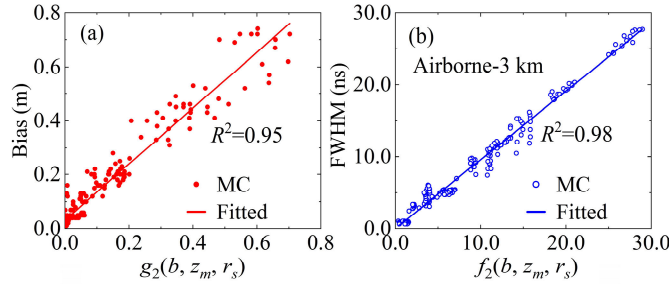 (a)
0.8
0.6
0.4
0.2
0.0
Bias (m)
R²=0.95
MC
Fitted
0.0 0.2 0.4 0.6 0.8
g₂(b, zₘ, rₛ)
(b)
Airborne-3 km
30.0
20.0
10.0
0.0
FWHM (ns)
R²=0.98
MC
Fitted
0.0 10.0 20.0 30.0
f₂(b, zₘ, rₛ)